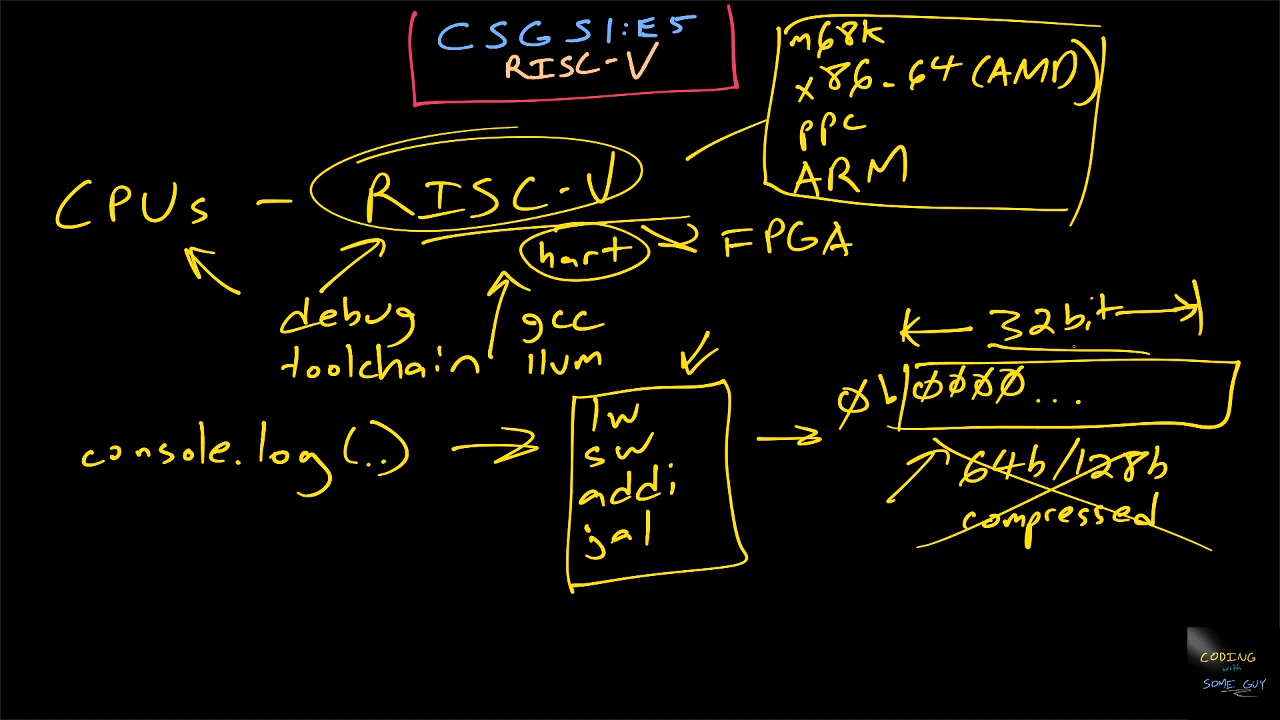 CSG S1:E5
RISC-V
m68k
x86-64 (AMD)
ppc
ARM
CPUs - RISC-V
hart
FPGA
debug
toolchain
gcc
llvm
32bit
0b 0000...
64b/128b
compressed
console.log(..)
lw
sw
addi
jal
CODING
with
SOME GUY